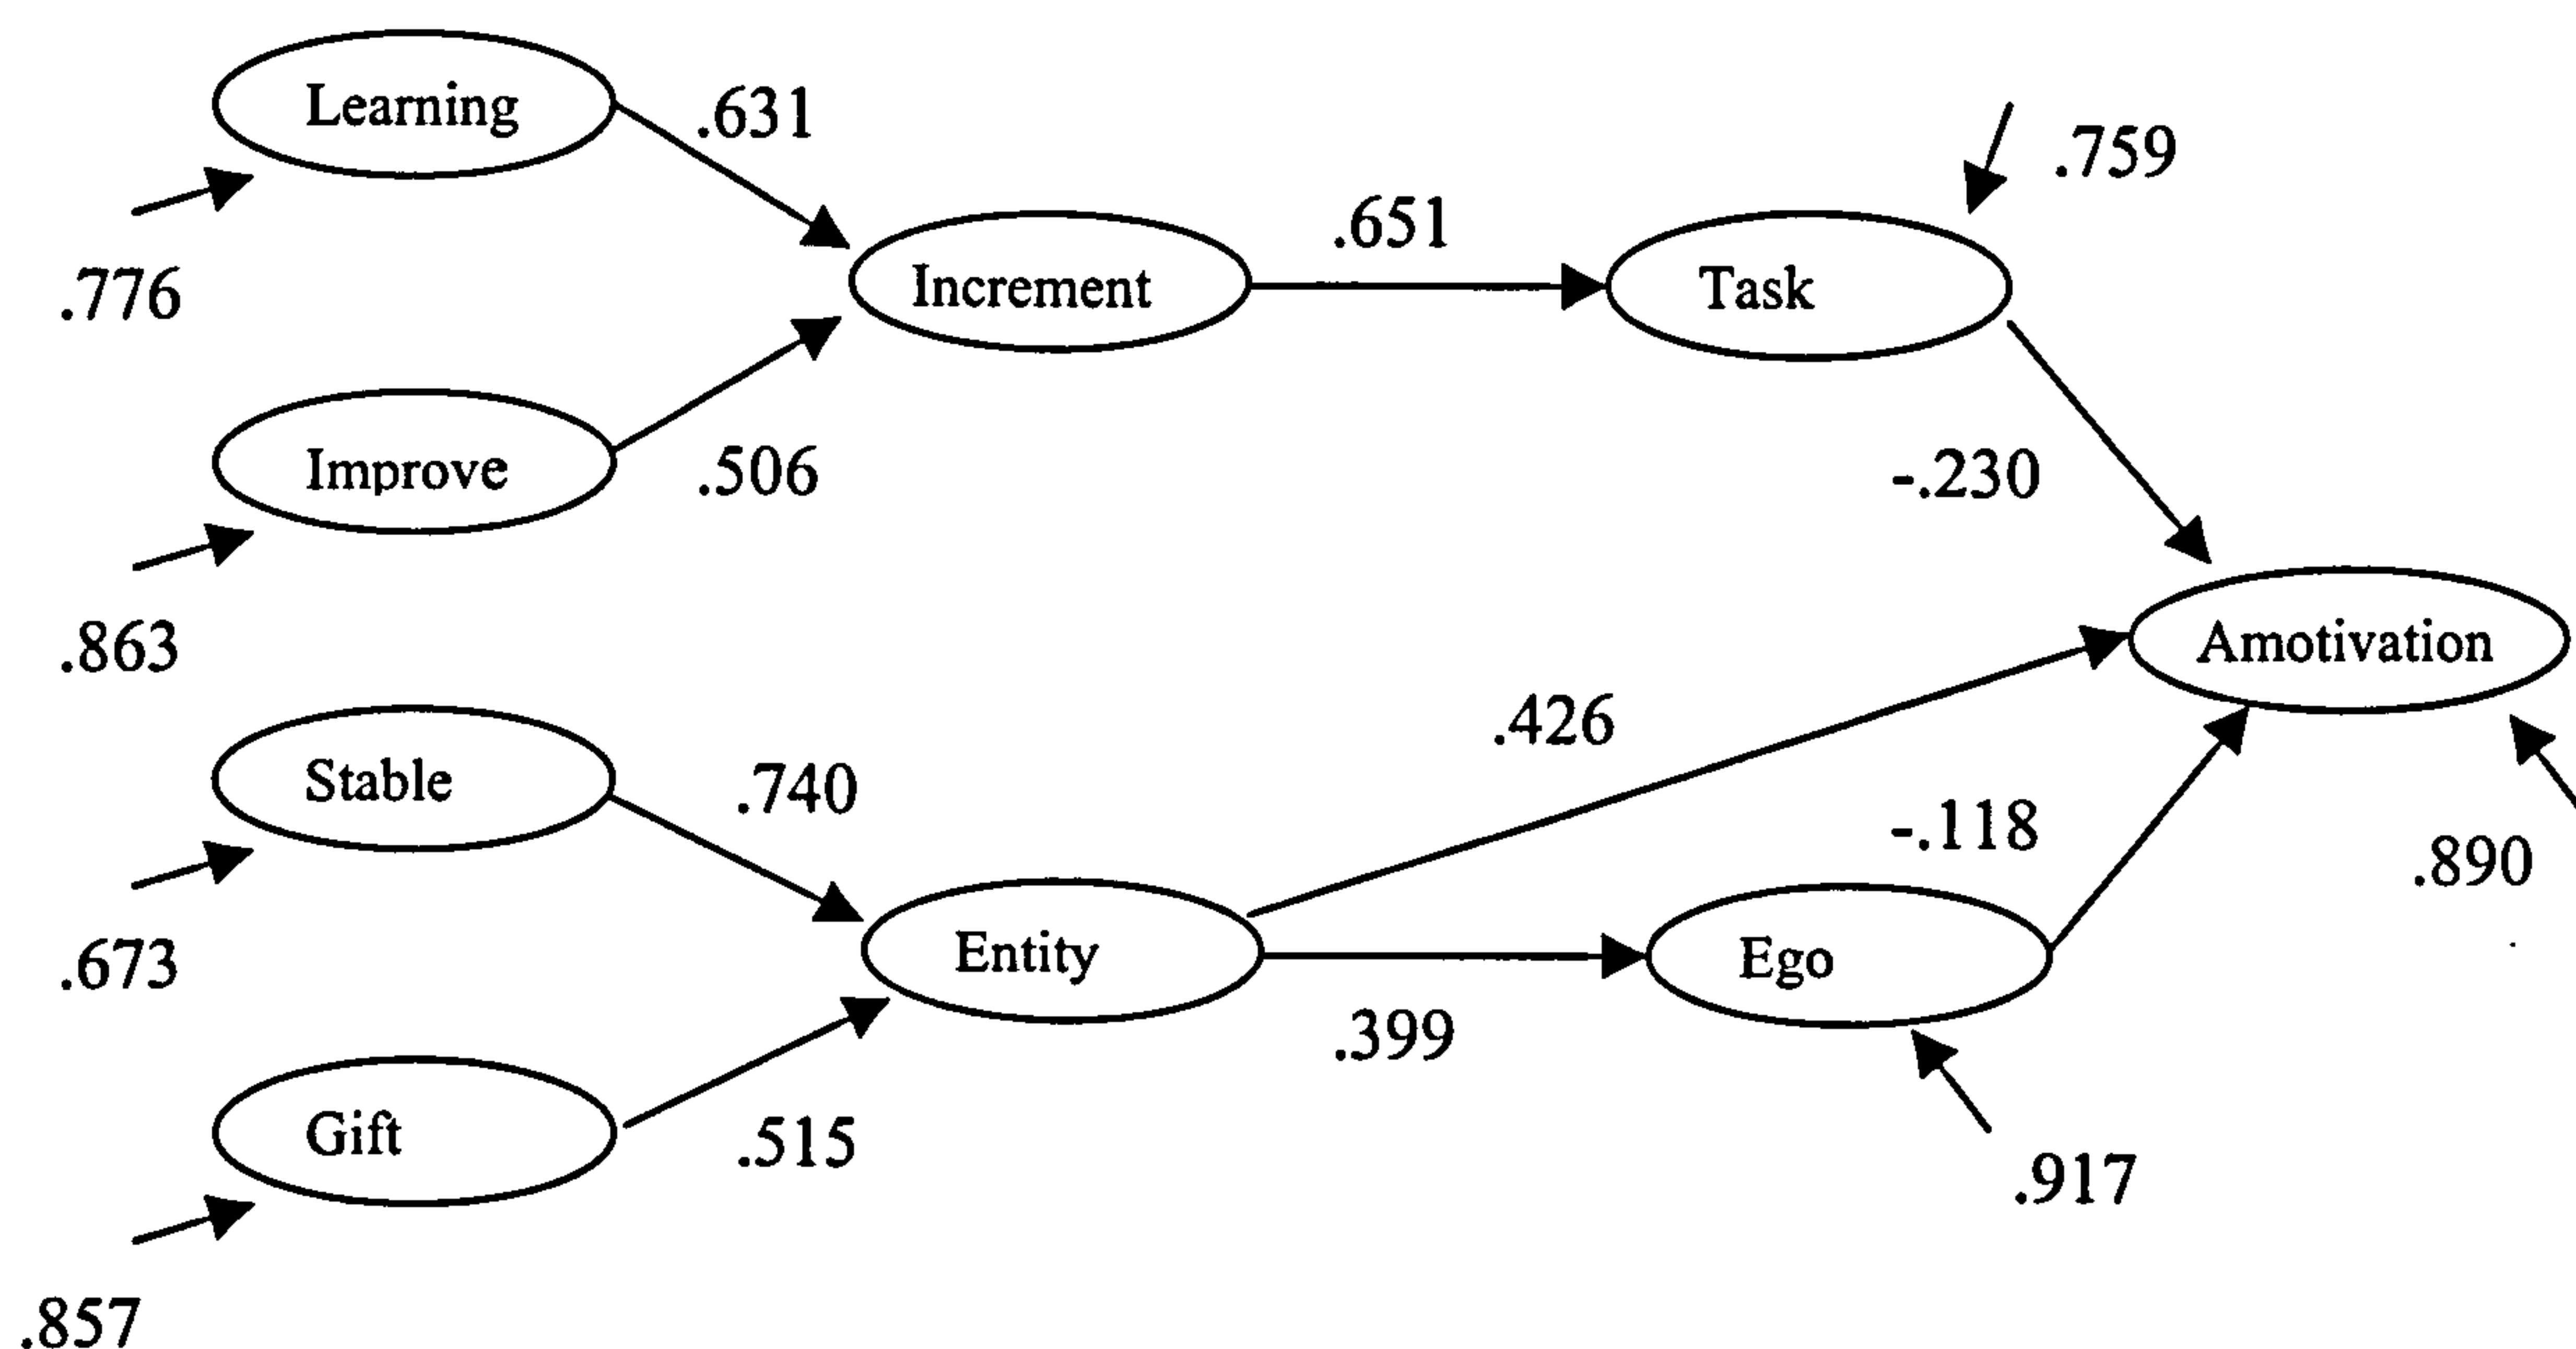 Learning
.631
.776
Improve
.506
.863
Increment
.651
Task
.759
-.230
Amotivation
.890
Stable
.740
.673
Gift
.515
.857
Entity
.426
.399
Ego
-.118
.917